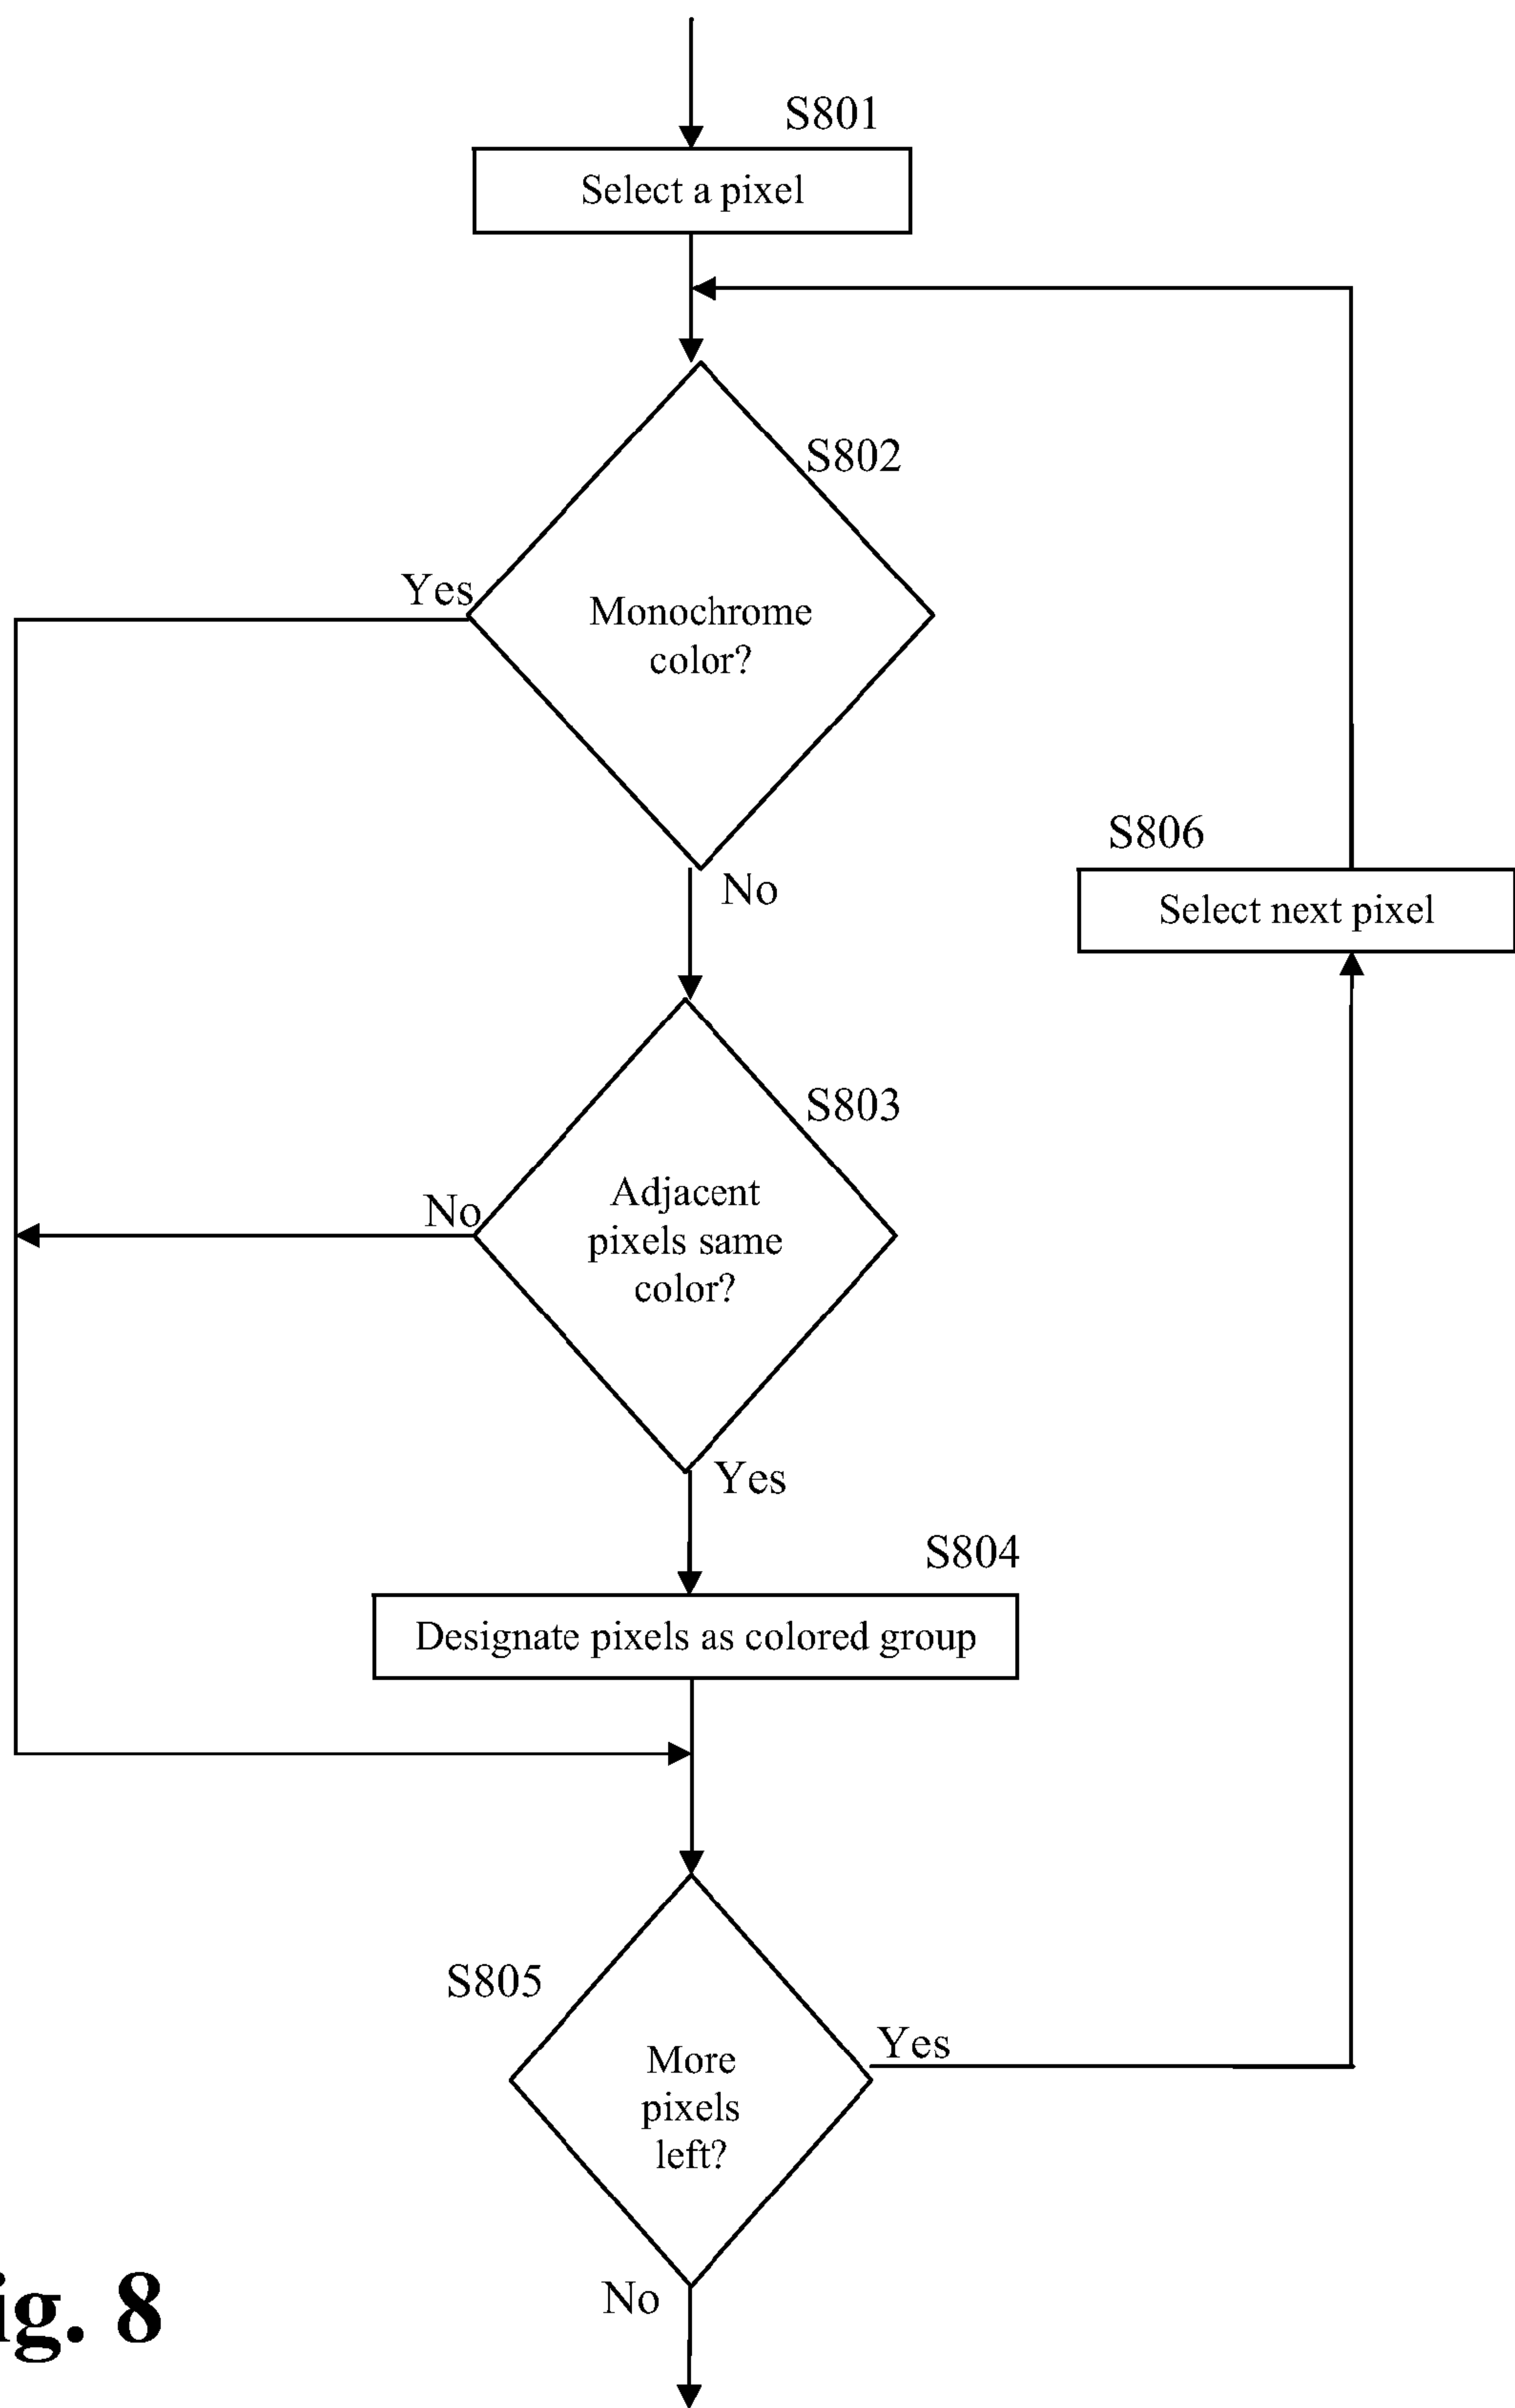 S801
Select a pixel
S802
Yes
Monochrome
color?
S806
No
Select next pixel
S803
No
Adjacent
pixels same
color?
Yes
S804
Designate pixels as colored group
S805
Yes
More
pixels
left?
No
ig. 8